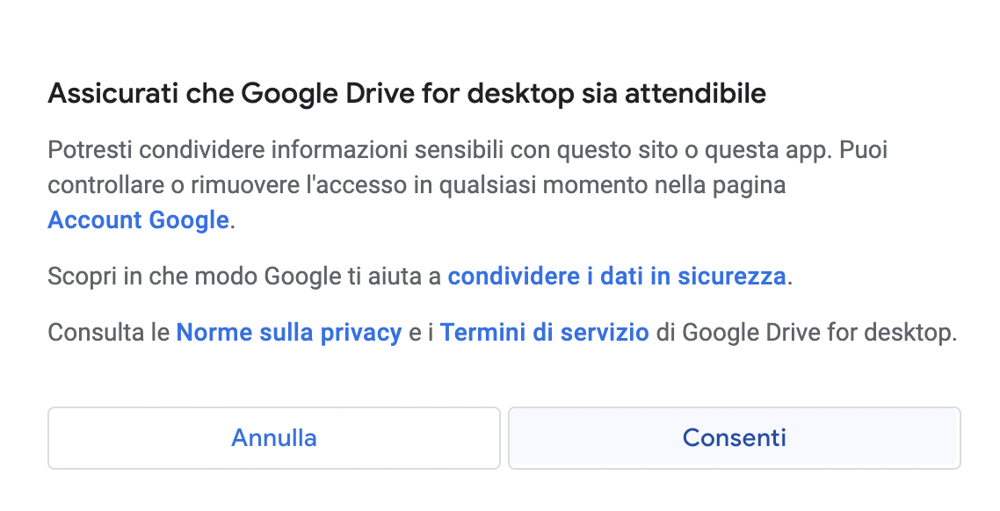 Assicurati che Google Drive for desktop sia attendibile
Potresti condividere informazioni sensibili con questo sito o questa app. Puoi
controllare o rimuovere l'accesso in qualsiasi momento nella pagina
Account Google.
Scopri in che modo Google ti aiuta a condividere i dati in sicurezza.
Consulta le Norme sulla privacy e i Termini di servizio di Google Drive for desktop.
Annulla
Consenti